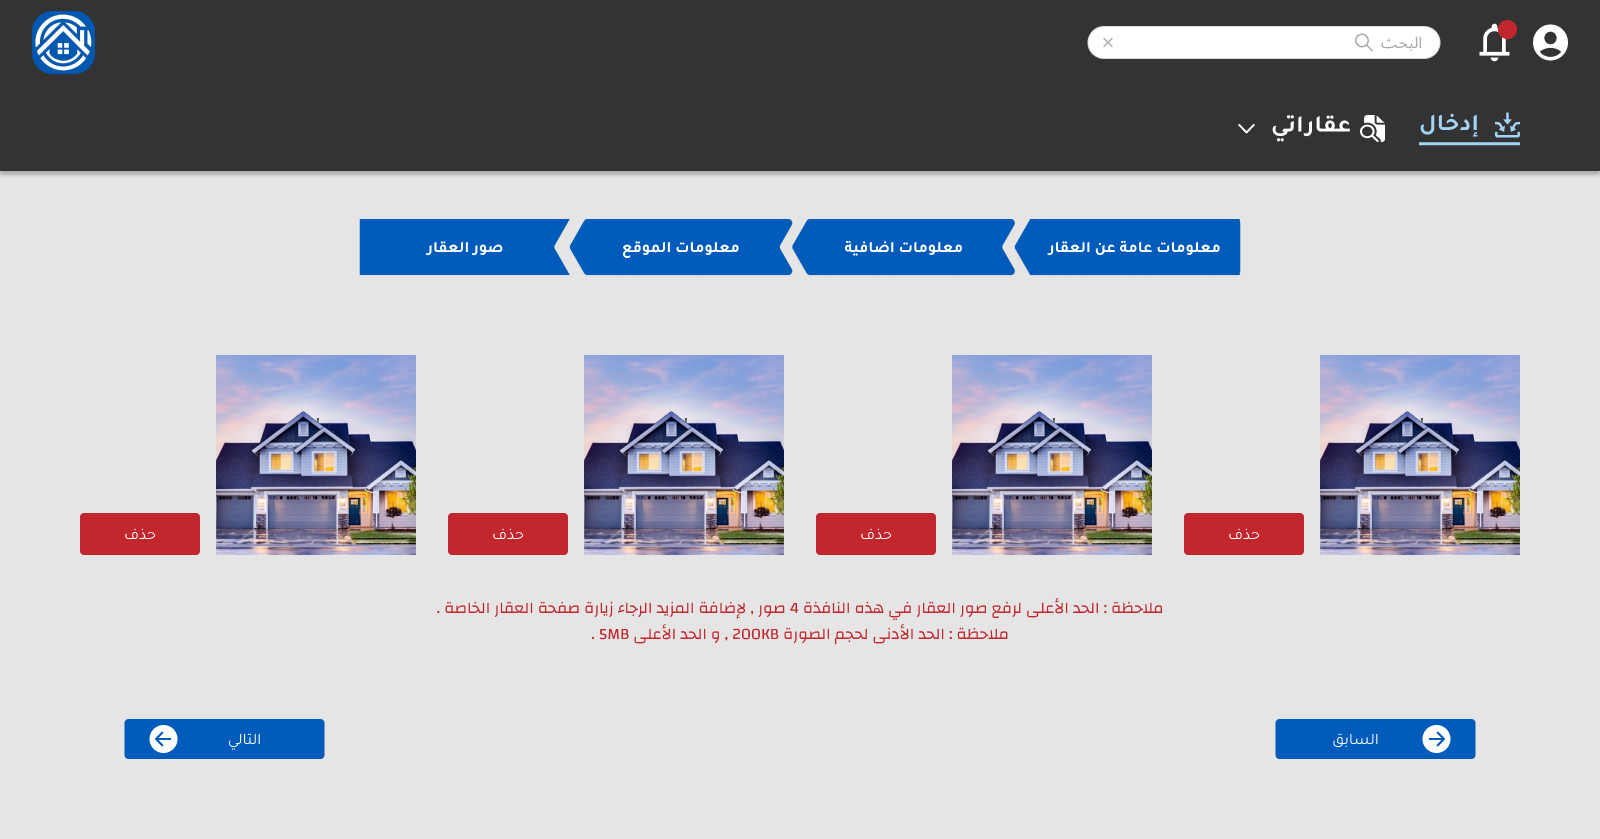 البحث
إدخال
عقاراتي
معلومات عامة عن العقار
معلومات اضافية
معلومات الموقع
صور العقار
حذف
حذف
حذف
حذف
ملاحظة : الحد الأعلى لرفع صور العقار في هذه النافذة 4 صور , لإضافة المزيد الرجاء زيارة صفحة العقار الخاصة .
ملاحظة : الحد الأدنى لحجم الصورة 200KB , و الحد الأعلى 5MB .
السابق
التالي